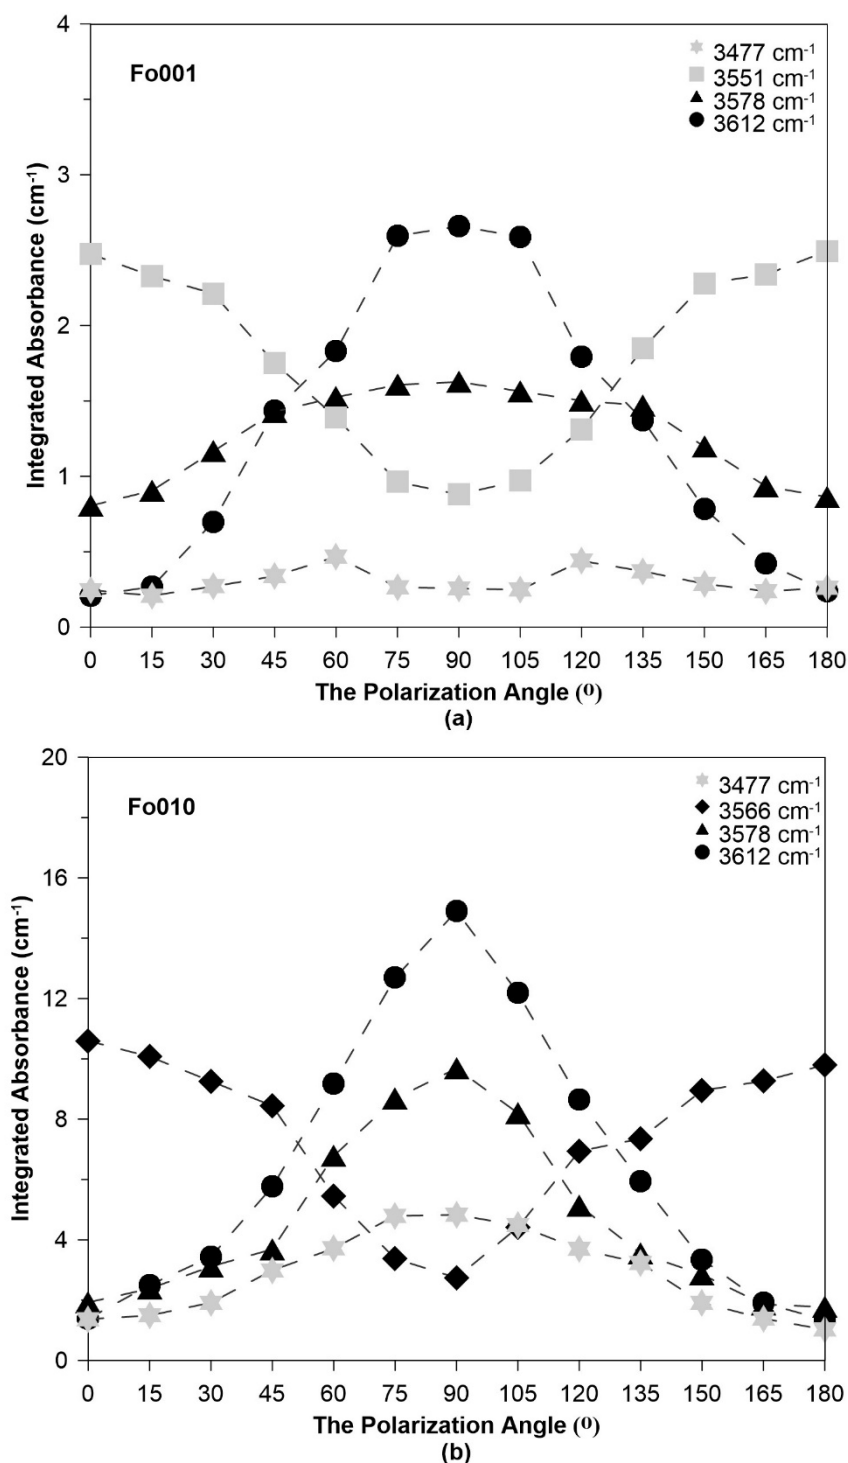 4
Fo001
3477 cm-1
3551 cm-1
3578 cm-1
3612 cm-1
3
2
1
0
Integrated Absorbance (cm-1)
0 15 30 45 60 75 90 105 120 135 150 165 180
The Polarization Angle (º)
(a)
20
Fo010
3477 cm-1
3566 cm-1
3578 cm-1
3612 cm-1
16
12
8
4
0
Integrated Absorbance (cm-1)
0 15 30 45 60 75 90 105 120 135 150 165 180
The Polarization Angle (º)
(b)